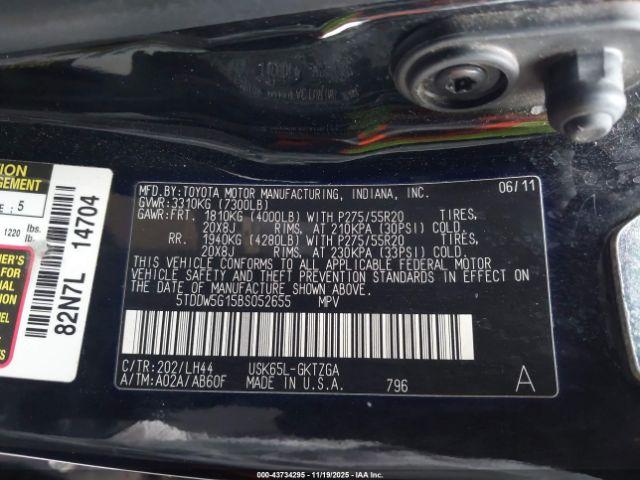 MFD.BY:TOYOTA MOTOR MANUFACTURING, INDIANA, INC. 06/11
GVWR:3310KG (7300LB)
GAWR:FRT. 1810KG (4000LB) WITH P275/55R20 TIRES,
20X8J RIMS, AT 210KPA (30PSI) COLD.
RR. 1940KG (4280LB) WITH P275/55R20 TIRES,
20X8J RIMS, AT 230KPA (33PSI) COLD.
THIS VEHICLE CONFORMS TO ALL APPLICABLE FEDERAL MOTOR
VEHICLE SAFETY AND THEFT PREVENTION STANDARDS IN EFFECT ON
THE DATE OF MANUFACTURE SHOWN ABOVE.
5TDDW5G15BS052655 MPV
C/TR:202/LH44 USK65L-GKTZGA
A/TM:A02A/AB60F MADE IN U.S.A. 796 A
82N7L 14704
5
1220 lb
000-43734295 - 11/19/2025 - IAA Inc.